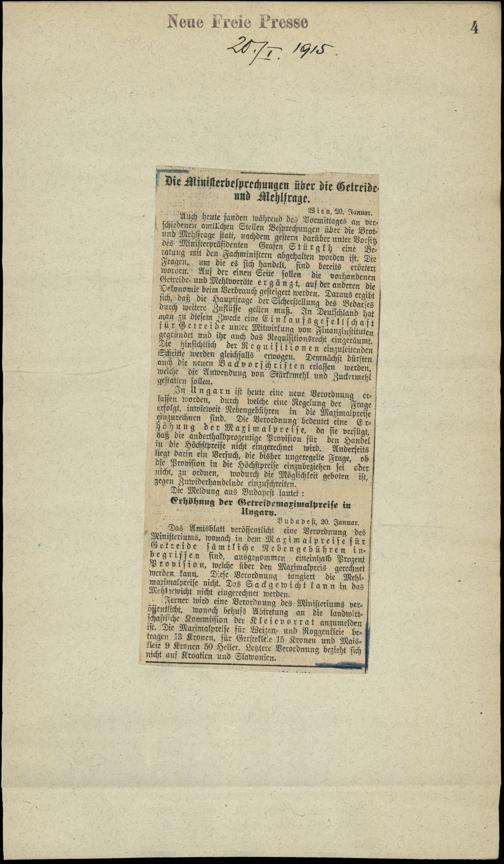 Neue Freie Presse
4
20./I. 1915.
Die Ministerbesprechungen über die Getreide-
und Mehlfrage.
Wien, 20. Januar.
Auch heute fanden während des Vormittages an ver-
schiedenen amtlichen Stellen Besprechungen über die Brot-
und Mehlfrage statt, nachdem gestern darüber unter Vorsitz
des Ministerpräsidenten Grafen Stürgkh eine Be-
ratung mit den Fachministern abgehalten worden ist. Die
Fragen, um die es sich handelt, sind bereits erörtert
worden. Auf der einen Seite sollen die vorhandenen
Getreide- und Mehlvorräte ergänzt, auf der anderen die
Oekonomie beim Verbrauch gesteigert werden. Daraus ergibt
sich, daß die Hauptfrage der Sicherstellung des Bedarfes
durch weitere Zuflüsse gelten muß. In Deutschland hat
man zu diesem Zwecke eine Einkaufsgesellschaft
für Getreide unter Mitwirkung von Finanzinstituten
gegründet und ihr auch das Requisitionsrecht eingeräumt.
Die hinsichtlich der Requisitionen einzuleitenden
Schritte werden gleichfalls erwogen. Demnächst dürften
auch die neuen Backvorschriften erlassen werden,
welche die Anwendung von Stärkemehl und Zuckermehl
gestatten sollen.
In Ungarn ist heute eine neue Verordnung er-
lassen worden, durch welche eine Regelung der Frage
erfolgt, inwieweit Nebengebühren in die Maximalpreise
einzurechnen sind. Die Verordnung bedeutet eine Er-
höhung der Maximalpreise, da sie verfügt,
daß die anderthalbprozentige Provision für den Handel
in die Höchstpreise nicht eingerechnet wird. Anderseits
liegt darin ein Versuch, die bisher ungeregelte Frage, ob
die Provision in die Höchstpreise einzubeziehen sei oder
nicht, zu ordnen, wodurch die Möglichkeit geboten ist,
gegen Zuwiderhandelnde einzuschreiten.
Die Meldung aus Budapest lautet:
Erhöhung der Getreidemaximalpreise in
Ungarn.
Budapest, 20. Januar.
Das Amtsblatt veröffentlicht eine Verordnung des
Ministeriums, wonach in dem Maximalpreise für
Getreide sämtliche Nebengebühren in-
begriffen sind, ausgenommen eineinhalb Prozent
Provision, welche über den Maximalpreis gerechnet
werden kann. Diese Verordnung tangiert die Mehl-
maximalpreise nicht. Das Sackgewicht kann in das
Mehlgewicht nicht eingerechnet werden.
Ferner wird eine Verordnung des Ministeriums ver-
öffentlicht, wonach behufs Abtretung an die landwirt-
schaftliche Kommission der Kleievorrat anzumelden
ist. Die Maximalpreise für Weizen- und Roggenkleie be-
tragen 13 Kronen, für Gerstkleie 15 Kronen und Mais-
kleie 9 Kronen 50 Heller. Letztere Verordnung bezieht sich
nicht auf Kroatien und Slawonien.